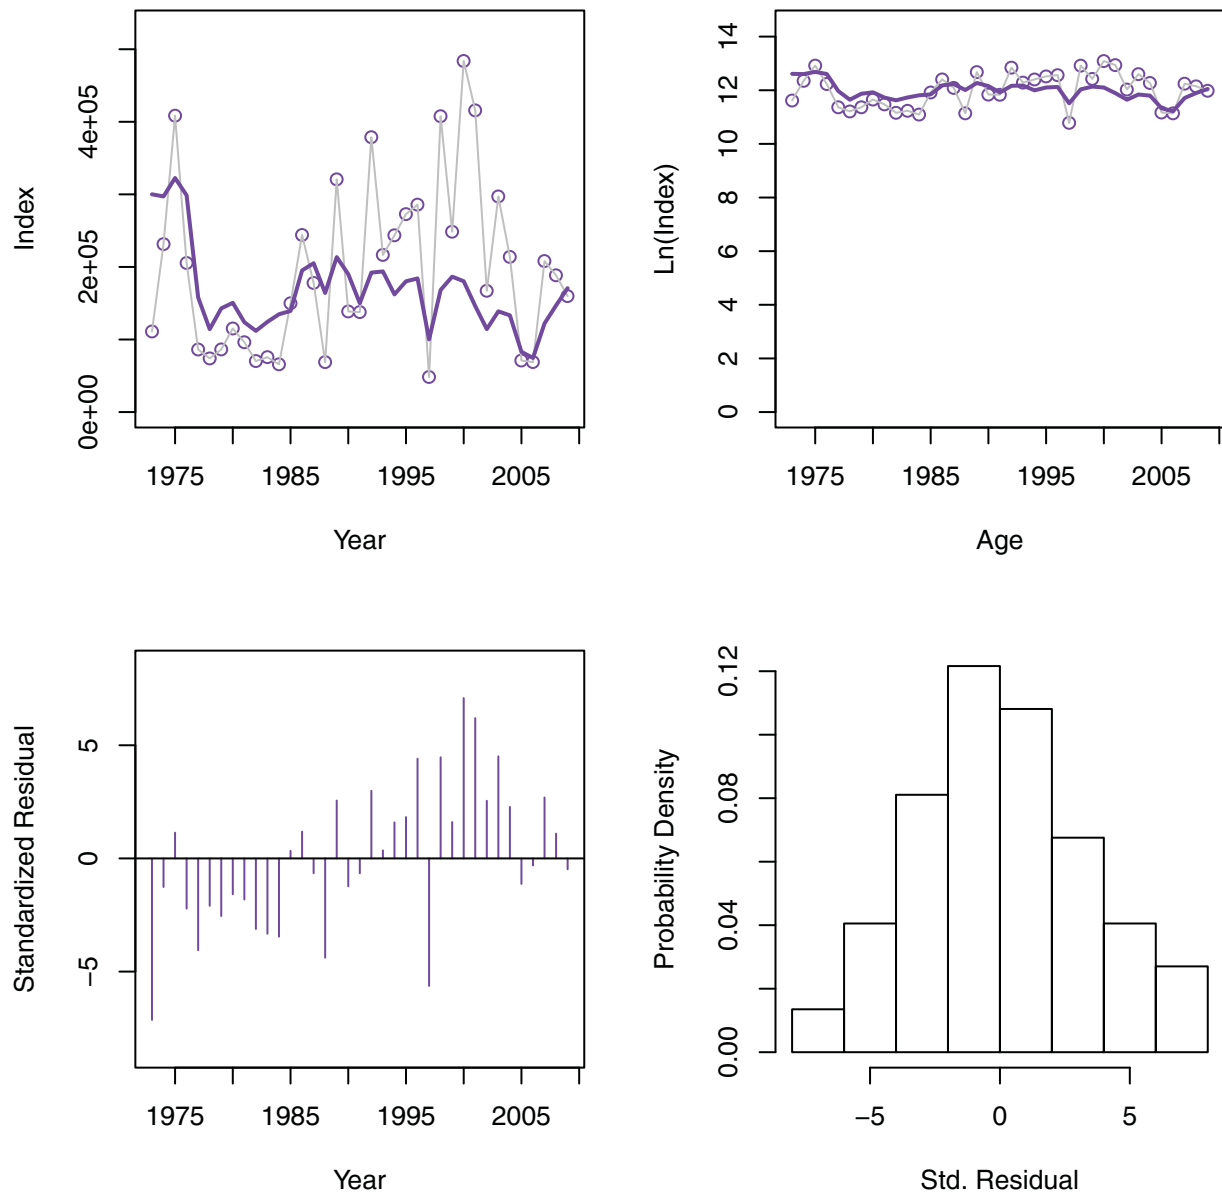 Index
4e+05
2e+05
0e+00
1975 1985 1995 2005
Year
Ln(Index)
14
12
10
8
6
4
2
0
1975 1985 1995 2005
Age
Standardized Residual
5
0
−5
1975 1985 1995 2005
Year
Probability Density
0.12
0.08
0.04
0.00
−5 0 5
Std. Residual